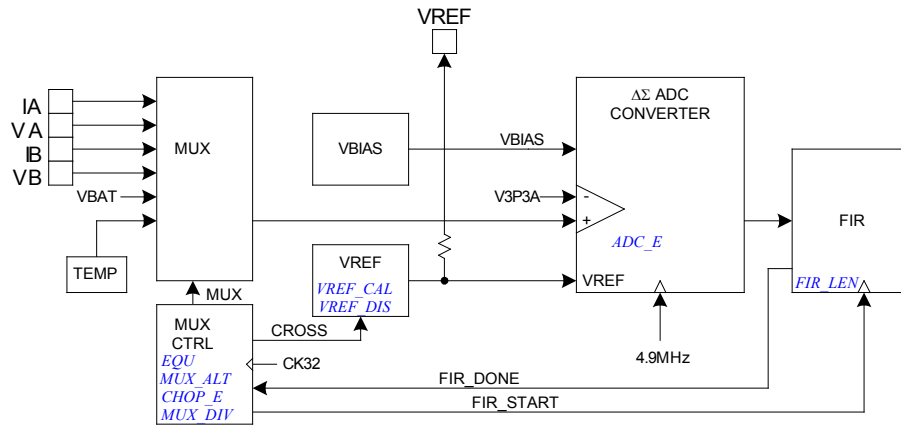 VREF
IA
VA
IB
VB
VBAT
TEMP
MUX
VBIAS
VBIAS
V3P3A
-
+
ΔΣ ADC
CONVERTER
ADC_E
VREF
FIR
FIR_LEN
VREF
VREF_CAL
VREF_DIS
MUX
MUX
CTRL
EQU
MUX_ALT
CHOP_E
MUX_DIV
CROSS
CK32
4.9MHz
FIR_DONE
FIR_START